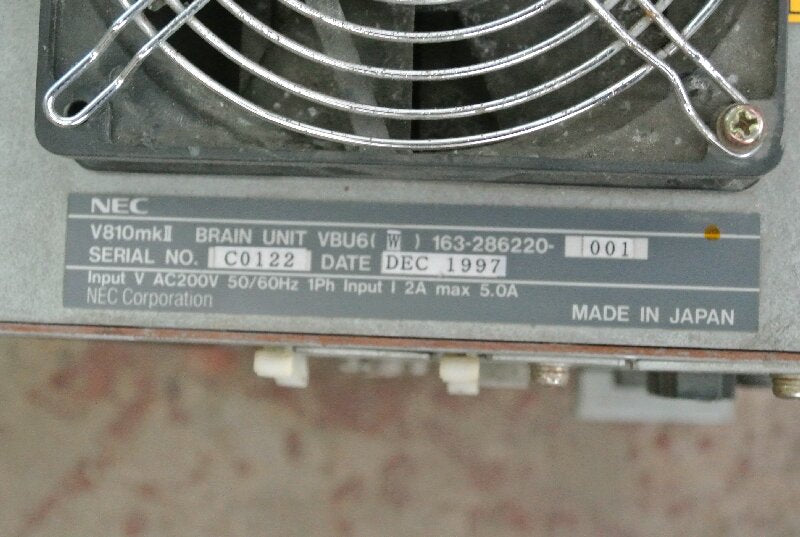 NEC
V810mkⅡ BRAIN UNIT VBU6( W ) 163-286220- 001
SERIAL NO. C0122 DATE DEC 1997
Input V AC200V 50/60Hz 1Ph Input I 2A max 5.0A
NEC Corporation
MADE IN JAPAN